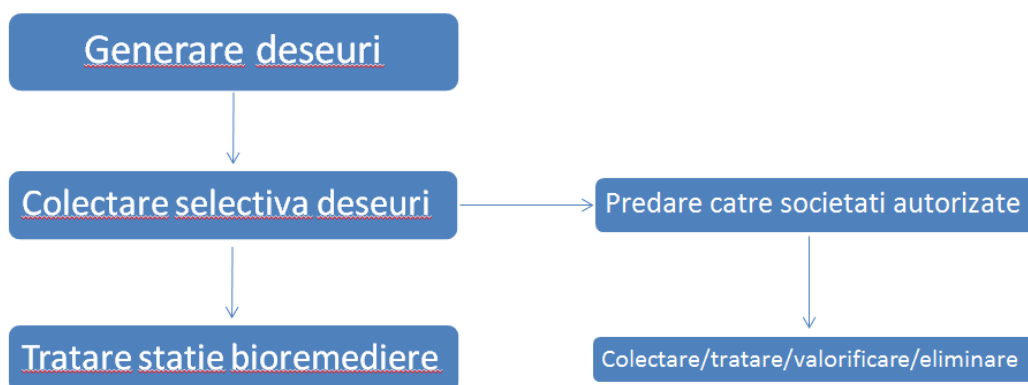 Generare deseuri
Colectare selectiva deseuri
Predare catre societati autorizate
Tratare statie bioremediere
Colectare/tratare/valorificare/eliminare